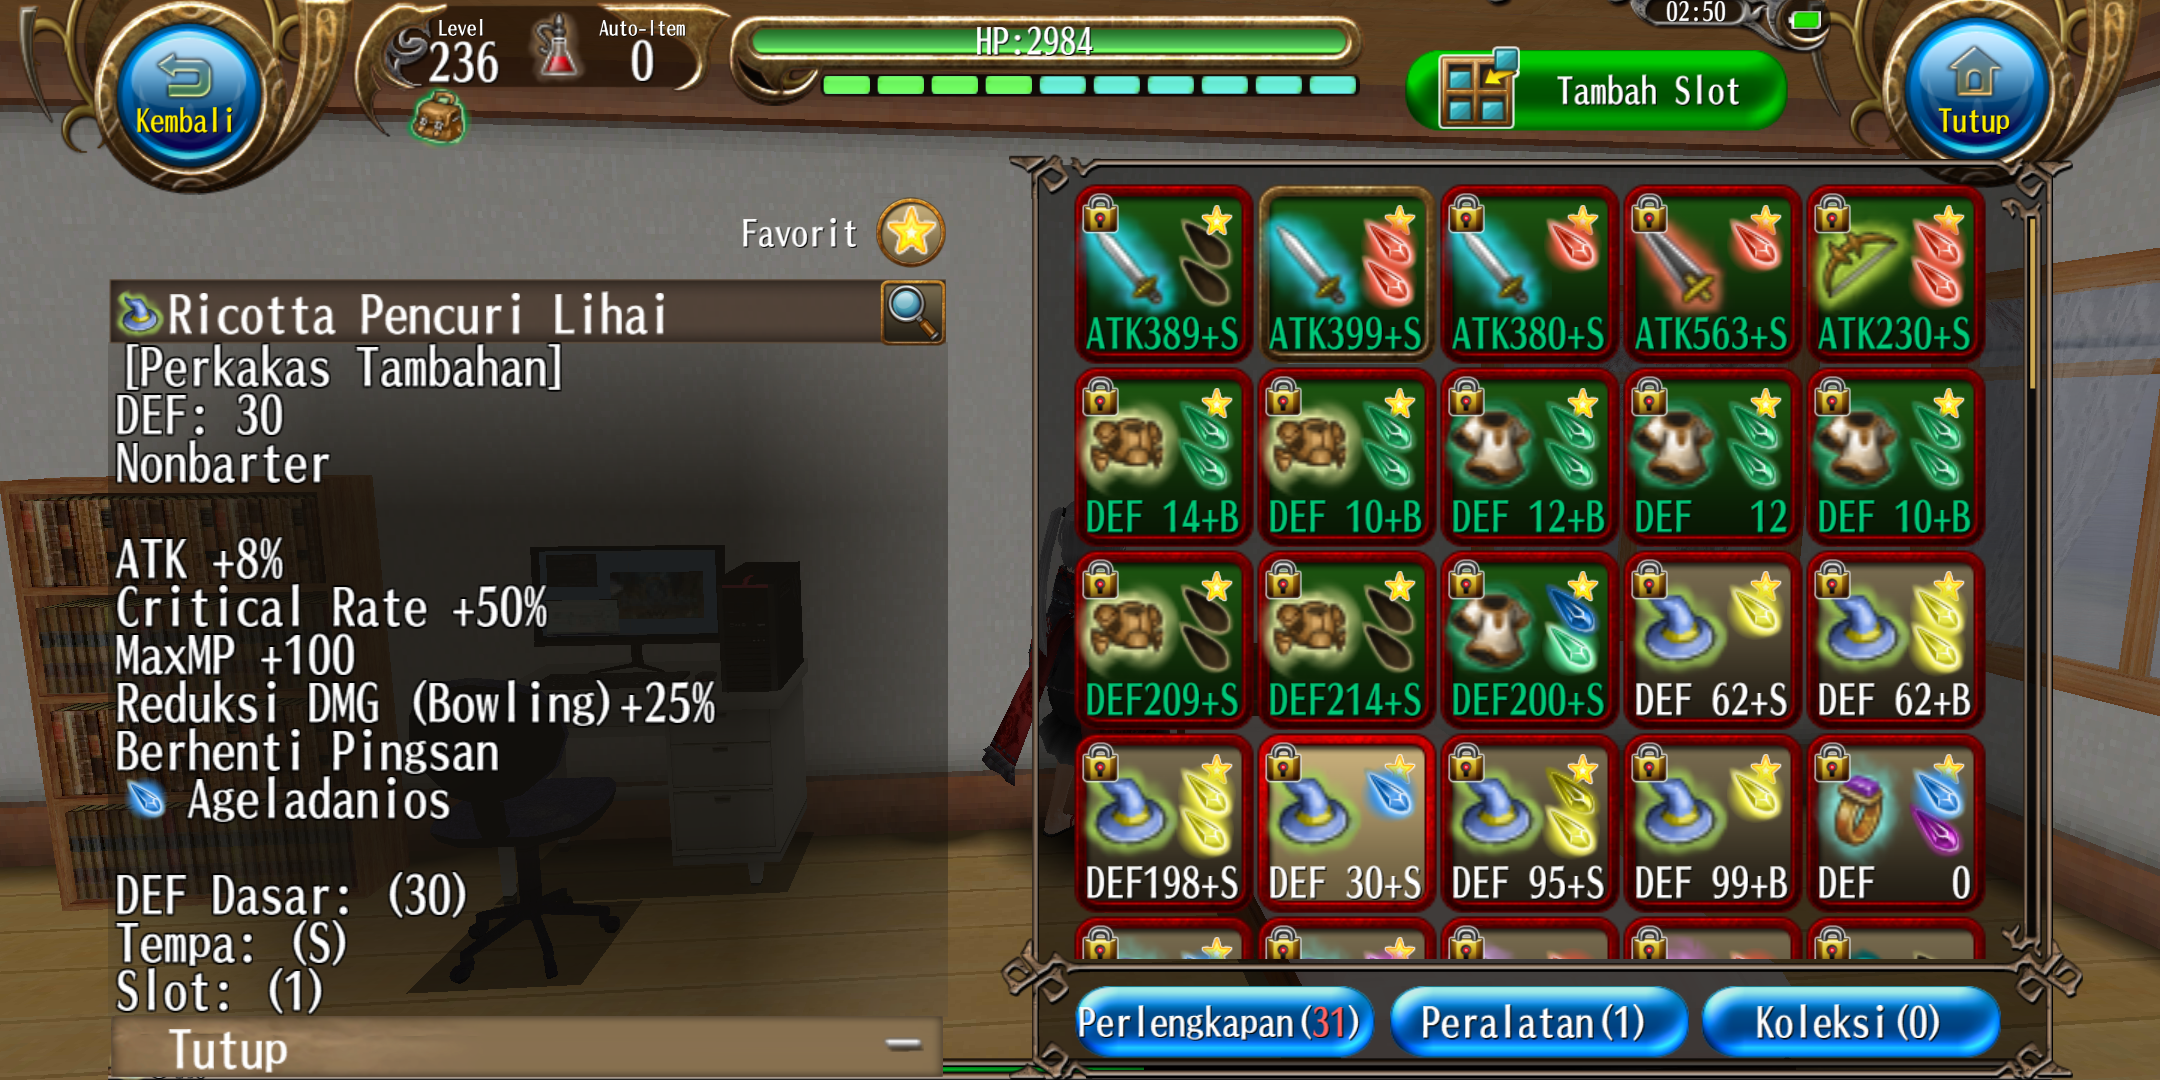 Kembali
Level
236
Auto-Item
0
HP:2984
02:50
Tambah Slot
Tutup
Favorit
Ricotta Pencuri Lihai
[Perkakas Tambahan]
DEF: 30
Nonbarter
ATK +8%
Critical Rate +50%
MaxMP +100
Reduksi DMG (Bowling)+25%
Berhenti Pingsan
Ageladanios
DEF Dasar: (30)
Tempa: (S)
Slot: (1)
Tutup
ATK389+S ATK399+S ATK380+S ATK563+S ATK230+S
DEF 14+B DEF 10+B DEF 12+B DEF 12 DEF 10+B
DEF209+S DEF214+S DEF200+S DEF 62+S DEF 62+B
DEF198+S DEF 30+S DEF 95+S DEF 99+B DEF 0
Perlengkapan(31) Peralatan(1) Koleksi(0)